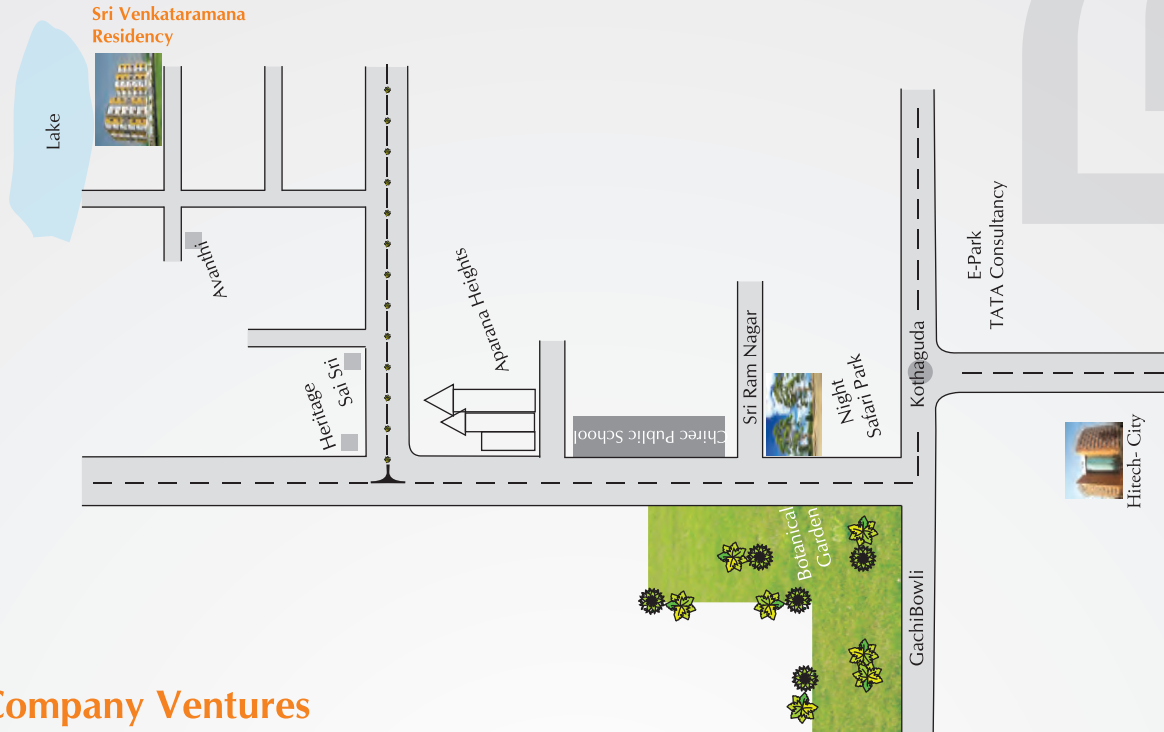 Sri Venkataramana
Residency
Lake
Avanthi
Heritage
Sai Sri
Aparana Heights
Chirec Public School
Sri Ram Nagar
Night
Safari Park
Kothaguda
E-Park
TATA Consultancy
Hitech- City
Botanical
Garden
GachiBowli
Company Ventures